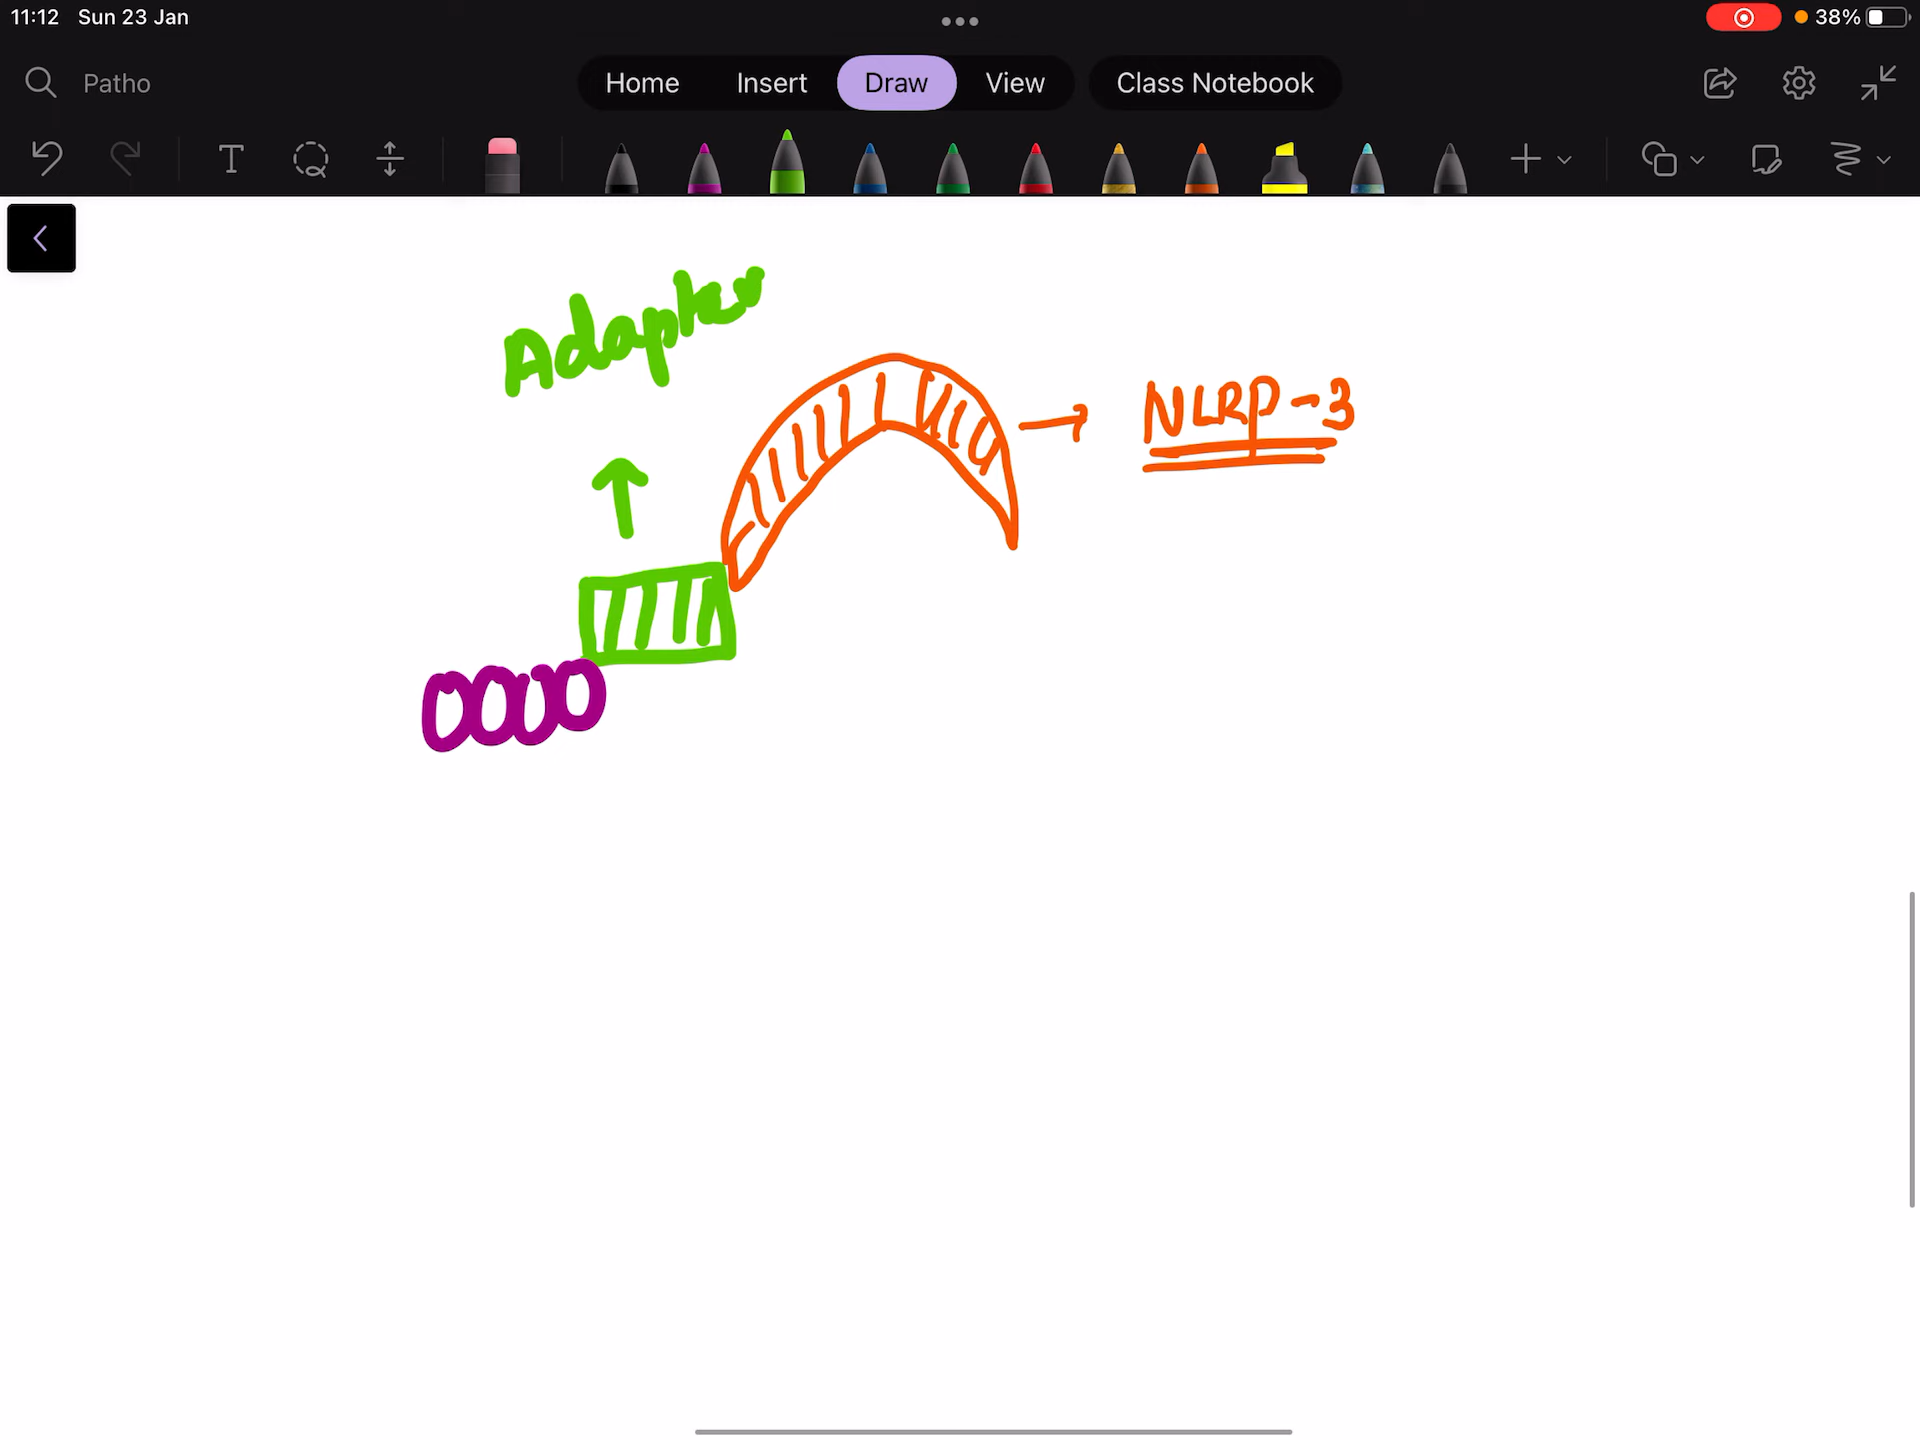 11:12 Sun 23 Jan
38%
Patho
Home Insert Draw View Class Notebook
T
Adapter
NLRP-3